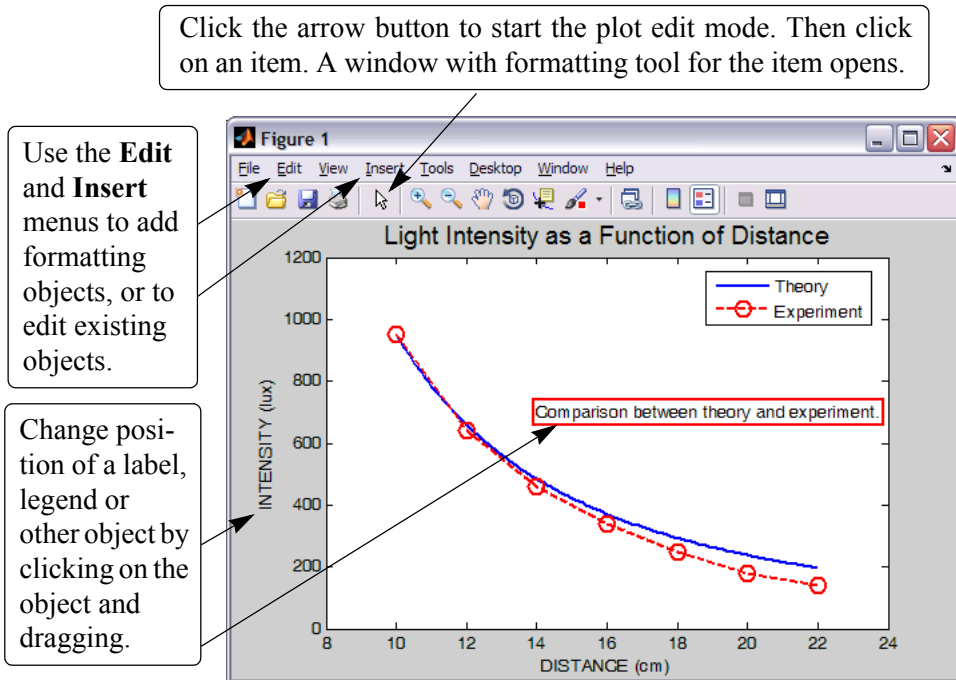 Click the arrow button to start the plot edit mode. Then click
on an item. A window with formatting tool for the item opens.
Use the Edit
and Insert
menus to add
formatting
objects, or to
edit existing
objects.
Change posi-
tion of a label,
legend or
other object by
clicking on the
object and
dragging.
Figure 1
File Edit View Insert Tools Desktop Window Help
Light Intensity as a Function of Distance
Theory
Experiment
Comparison between theory and experiment.
INTENSITY (lux)
1200
1000
800
600
400
200
0
8 10 12 14 16 18 20 22 24
DISTANCE (cm)